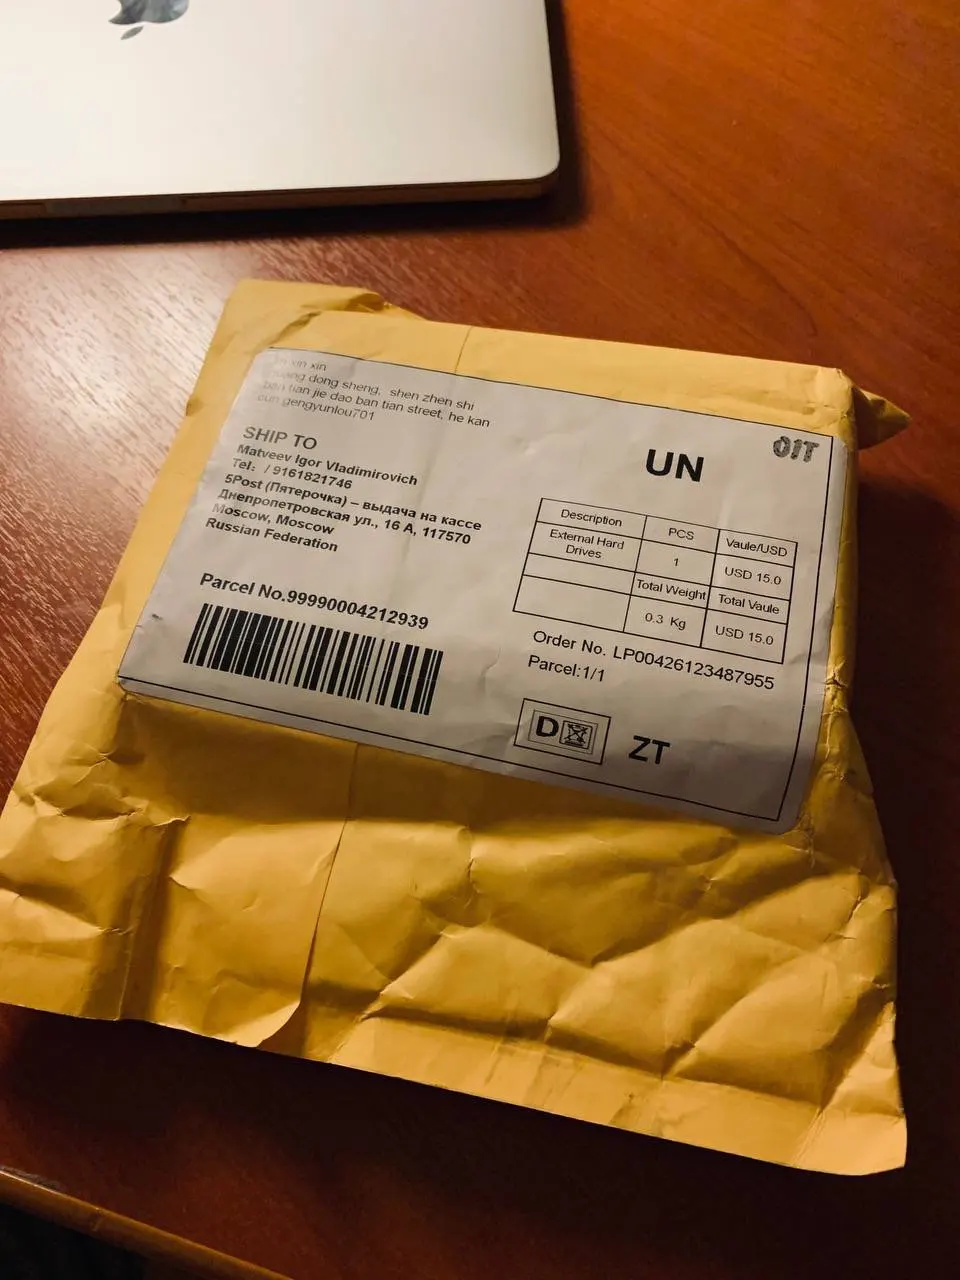 xin xin
guang dong sheng, shen zhen shi
ban tian jie dao ban tian street, he kan
cun gengyunlou701
SHIP TO
Matveev Igor Vladimirovich
Tel: / 9161821746
5Post (Пятерочка) – выдача на кассе
Днепропетровская ул., 16 А, 117570
Moscow, Moscow
Russian Federation
Parcel No.99990004212939
UN
Description PCS Vaule/USD
External Hard Drives 1 USD 15.0
Total Weight Total Vaule
0.3 Kg USD 15.0
Order No. LP00426123487955
Parcel:1/1
D
ZT